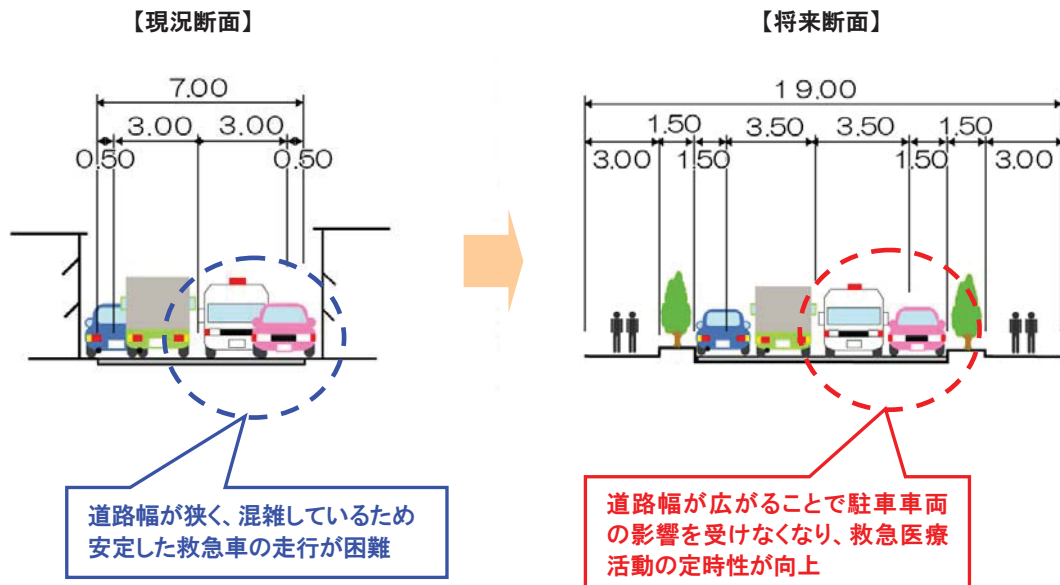 【現況断面】
7.00
3.00 3.00
0.50 0.50
道路幅が狭く、混雑しているため
安定した救急車の走行が困難
【将来断面】
19.00
1.50 3.50 3.50 1.50
3.00 1.50 1.50 3.00
道路幅が広がることで駐車車両
の影響を受けなくなり、救急医療
活動の定時性が向上